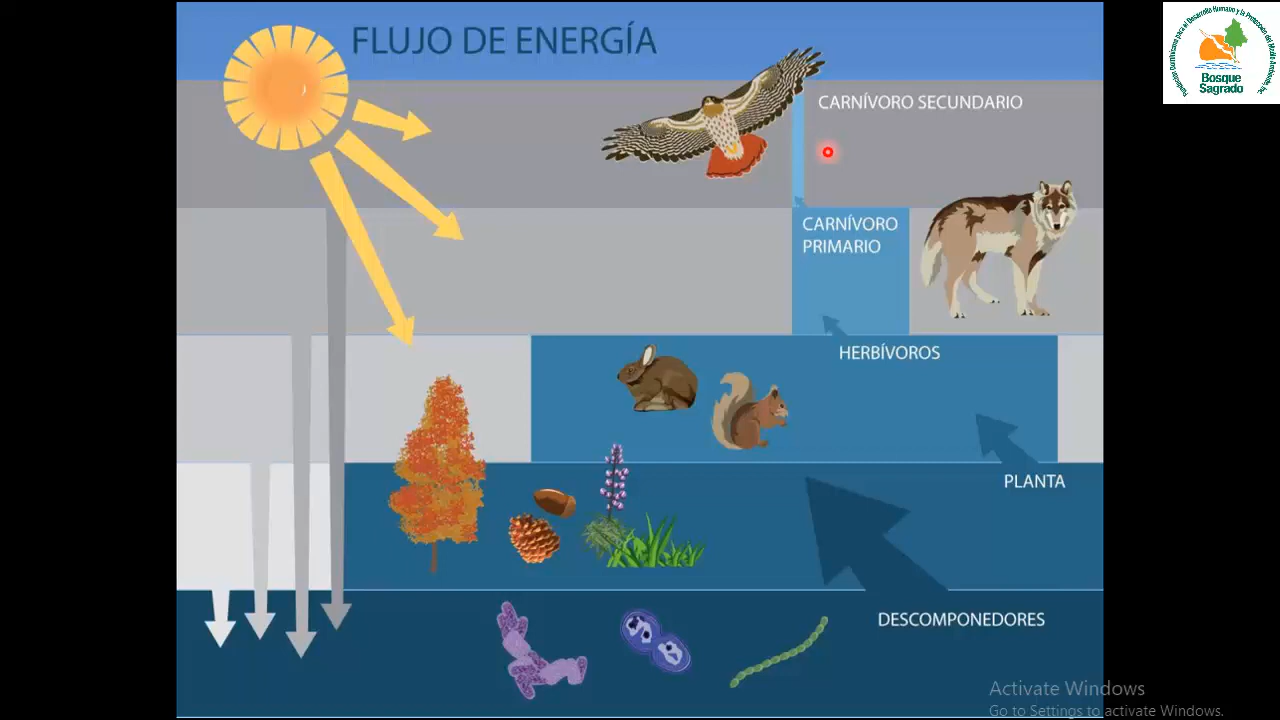 FLUJO DE ENERGÍA
Bosque
Sagrado
CARNÍVORO SECUNDARIO
CARNÍVORO
PRIMARIO
HERBÍVOROS
PLANTA
DESCOMPONEDORES
Activate Windows
Go to Settings to activate Windows.